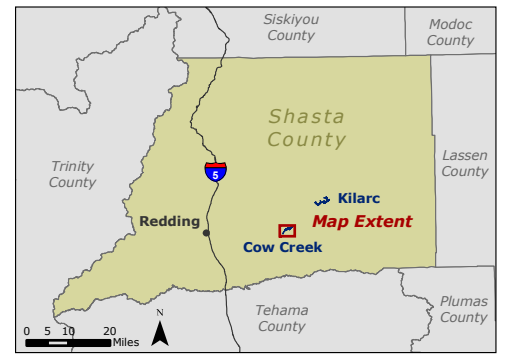 Siskiyou
County
Modoc
County
Shasta
County
Trinity
County
Lassen
County
5
Kilarc
Redding
Map Extent
Cow Creek
Tehama
County
Plumas
County
N
0 5 10 20
Miles